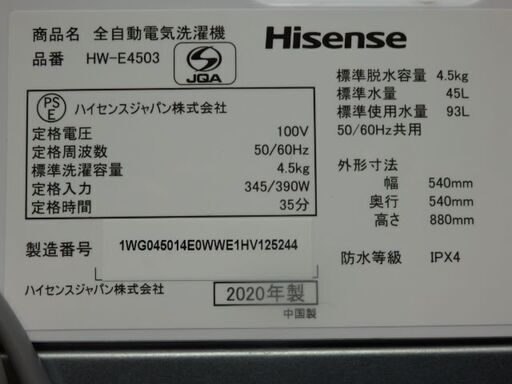 商品名 全自動電気洗濯機
品番 HW-E4503
S
JQA
Hisense
PS
E
ハイセンスジャパン株式会社
定格電圧 100V
定格周波数 50/60Hz
標準洗濯容量 4.5kg
定格入力 345/390W
定格時間 35分
製造番号 1WG045014E0WWE1HV125244
ハイセンスジャパン株式会社
2020年製
中国製
標準脱水容量 4.5kg
標準水量 45L
標準使用水量 93L
50/60Hz共用
外形寸法
幅 540mm
奥行 540mm
高さ 880mm
防水等級 IPX4